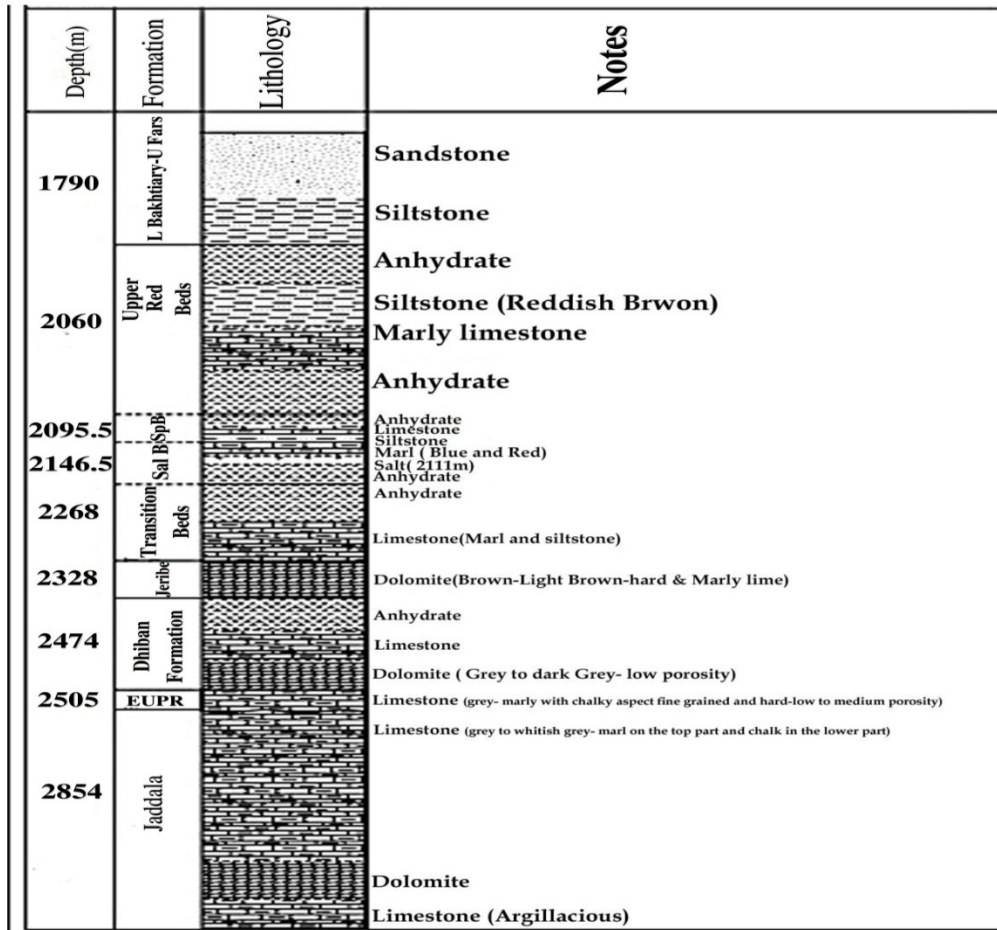 Depth(m) Formation Lithology Notes
1790 L Bakhtiary-U Fars Sandstone
Siltstone
2060 Upper Red Beds Anhydrate
Siltstone (Reddish Brwon)
Marly limestone
Anhydrate
2095.5 SpB Anhydrate
Limestone
Siltstone
2146.5 Sal B Marl ( Blue and Red)
Salt( 2111m)
Anhydrate
2268 Transition Beds Anhydrate
Limestone(Marl and siltstone)
2328 Jeribe Dolomite(Brown-Light Brown-hard & Marly lime)
2474 Dhiban Formation Anhydrate
Limestone
Dolomite ( Grey to dark Grey- low porosity)
2505 EUPR Limestone (grey- marly with chalky aspect fine grained and hard-low to medium porosity)
2854 Jaddala Limestone (grey to whitish grey- marl on the top part and chalk in the lower part)
Dolomite
Limestone (Argillacious)